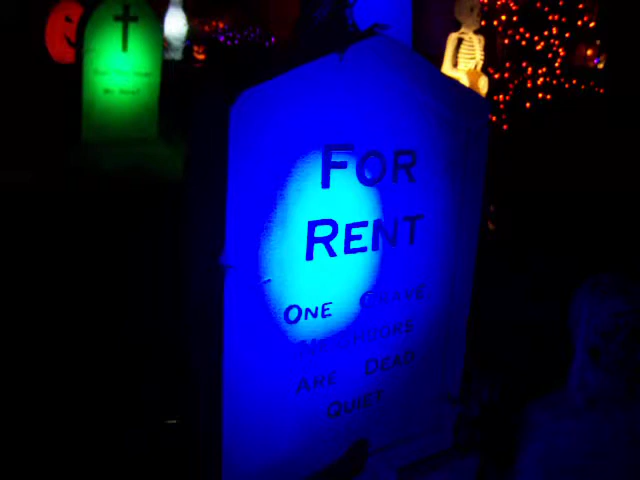 FOR
RENT
ONE GRAVE
NEIGHBORS
ARE DEAD
QUIET